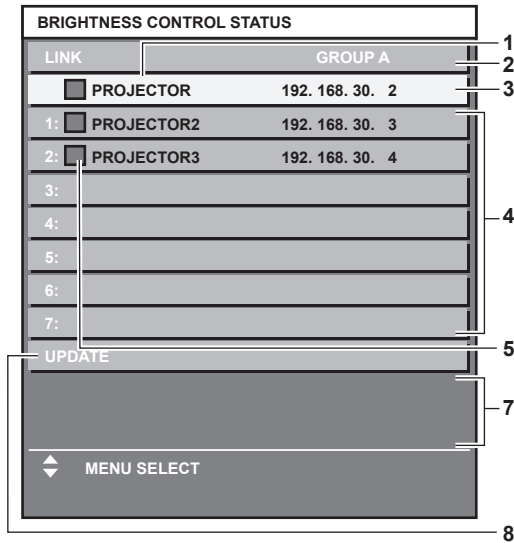 BRIGHTNESS CONTROL STATUS
1
LINK GROUP A
2
PROJECTOR 192. 168. 30. 2
3
1: PROJECTOR2 192. 168. 30. 3
2: PROJECTOR3 192. 168. 30. 4
3:
4:
4
5:
6:
7:
5
UPDATE
7
MENU SELECT
8